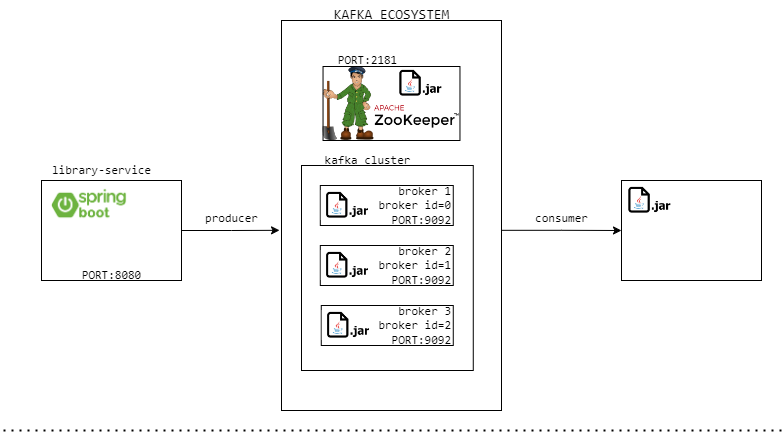 KAFKA ECOSYSTEM
PORT:2181
.jar
APACHE
ZooKeeper™
kafka cluster
broker 1
broker id=0
.jar
PORT:9092
broker 2
broker id=1
.jar
PORT:9092
broker 3
broker id=2
.jar
PORT:9092
library-service
spring
boot
PORT:8080
producer
consumer
.jar